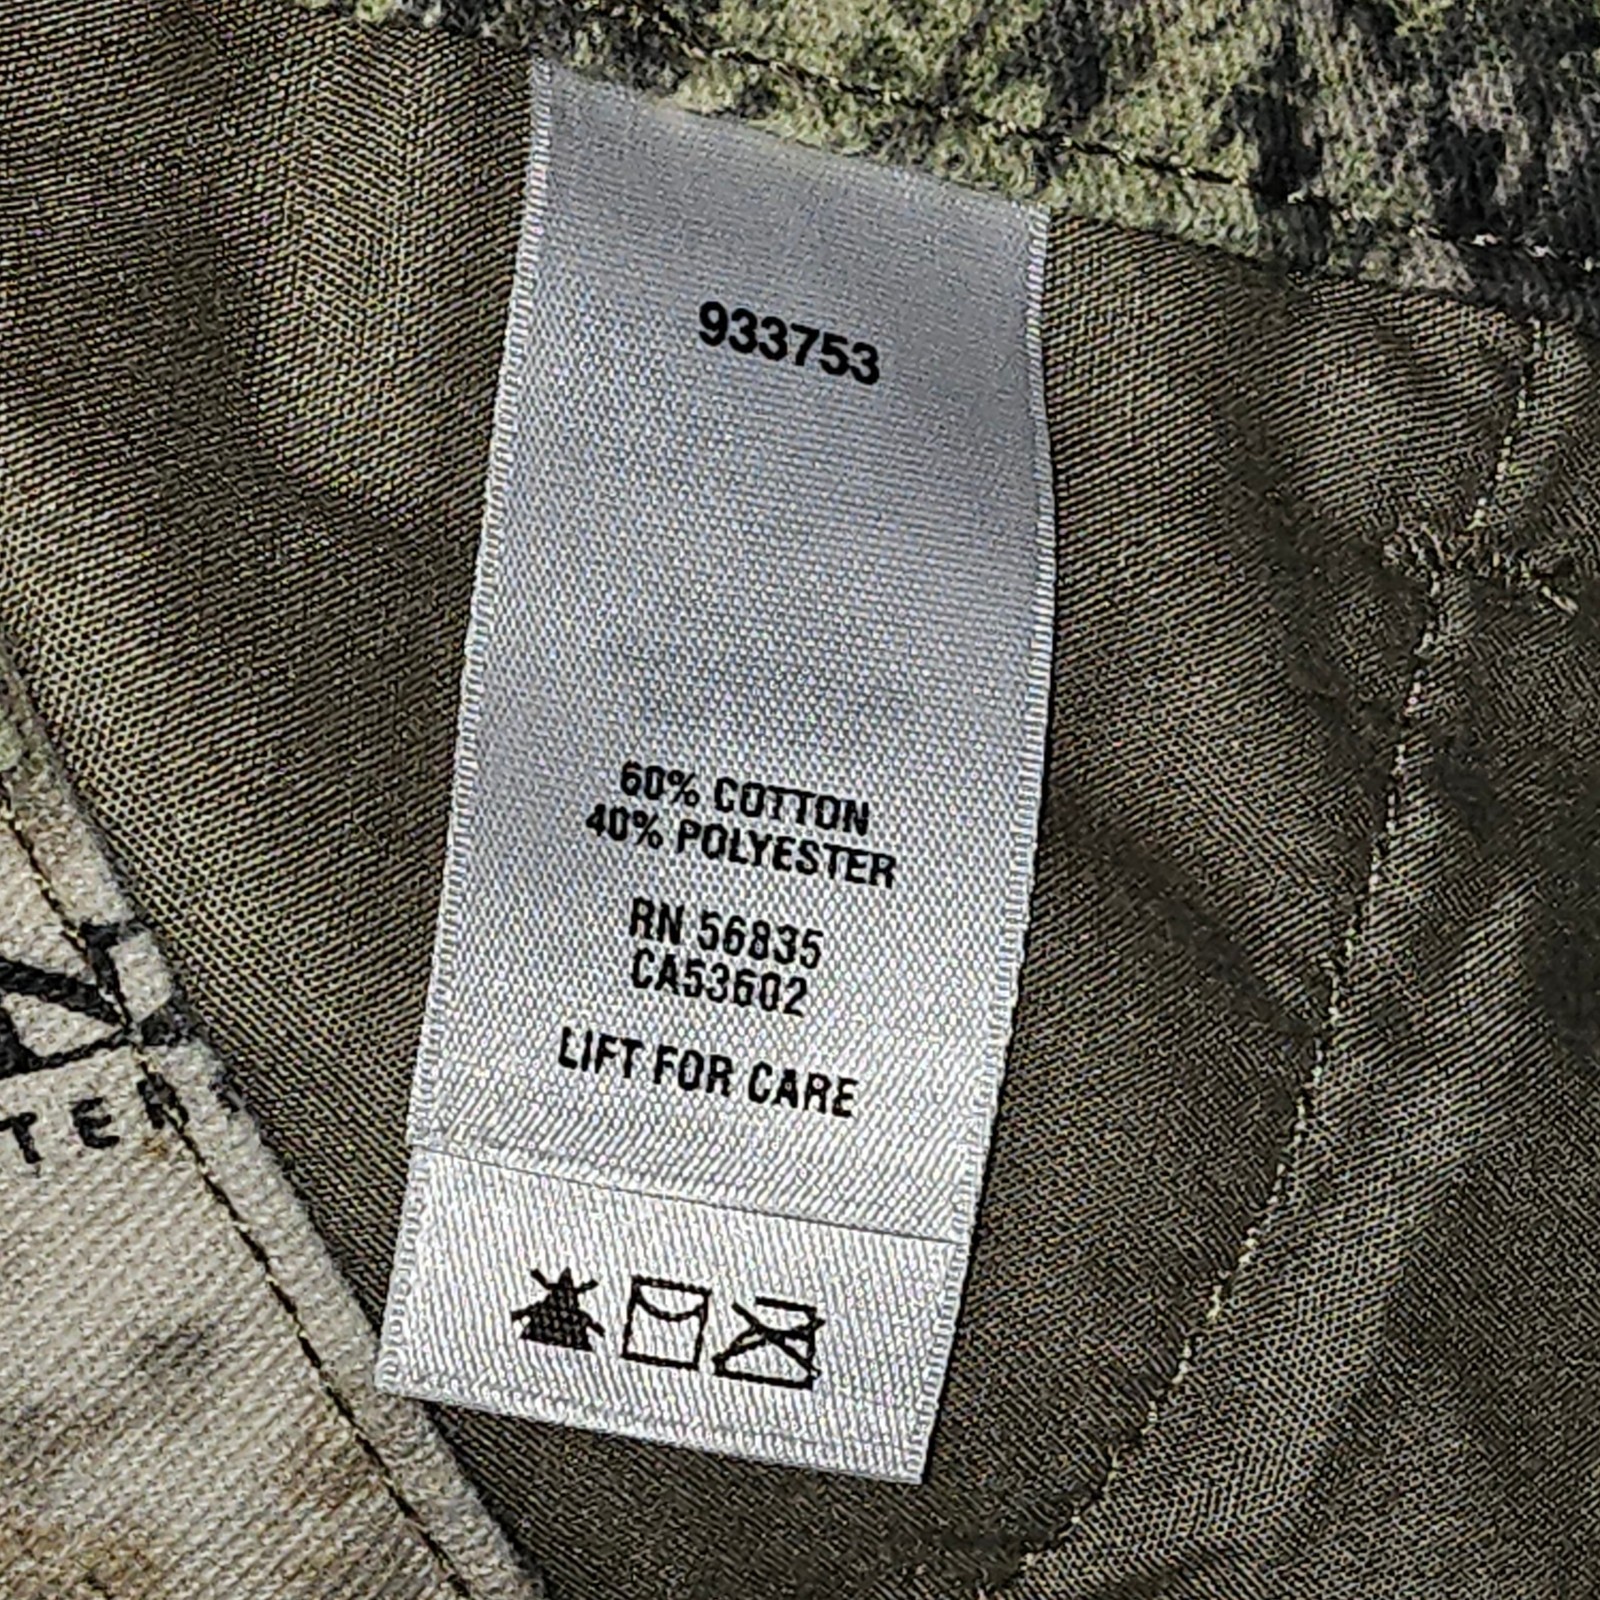 933753
60% COTTON
40% POLYESTER
RN 56835
CA53602
LIFT FOR CARE